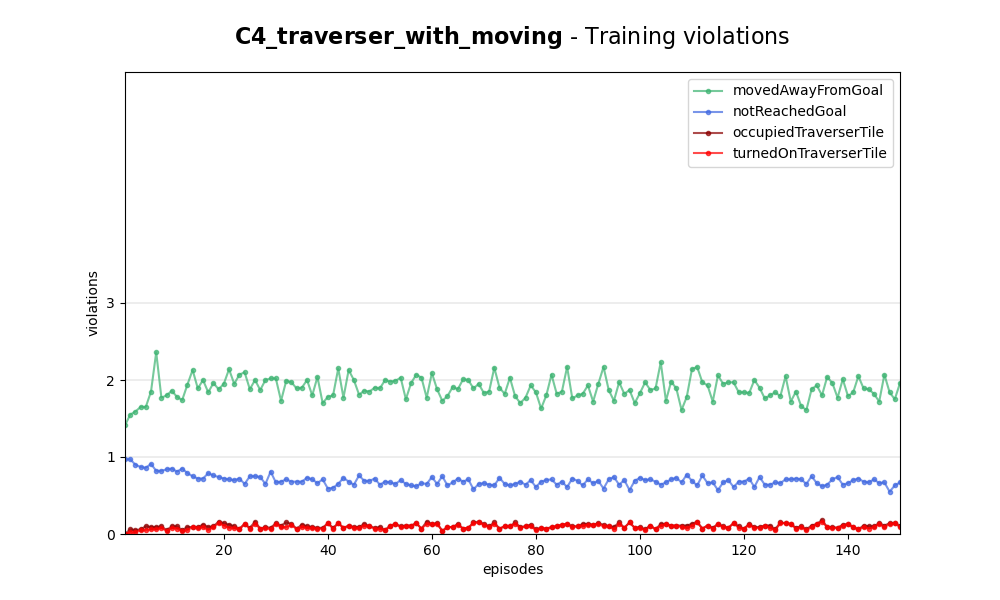 C4_traverser_with_moving - Training violations
movedAwayFromGoal
notReachedGoal
occupiedTraverserTile
turnedOnTraverserTile
violations
3
2
1
0
20
40
60
80
100
120
140
episodes